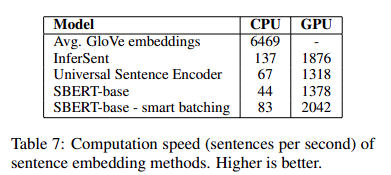 Model CPU GPU
Avg. GloVe embeddings 6469 -
InferSent 137 1876
Universal Sentence Encoder 67 1318
SBERT-base 44 1378
SBERT-base - smart batching 83 2042
Table 7: Computation speed (sentences per second) of
sentence embedding methods. Higher is better.